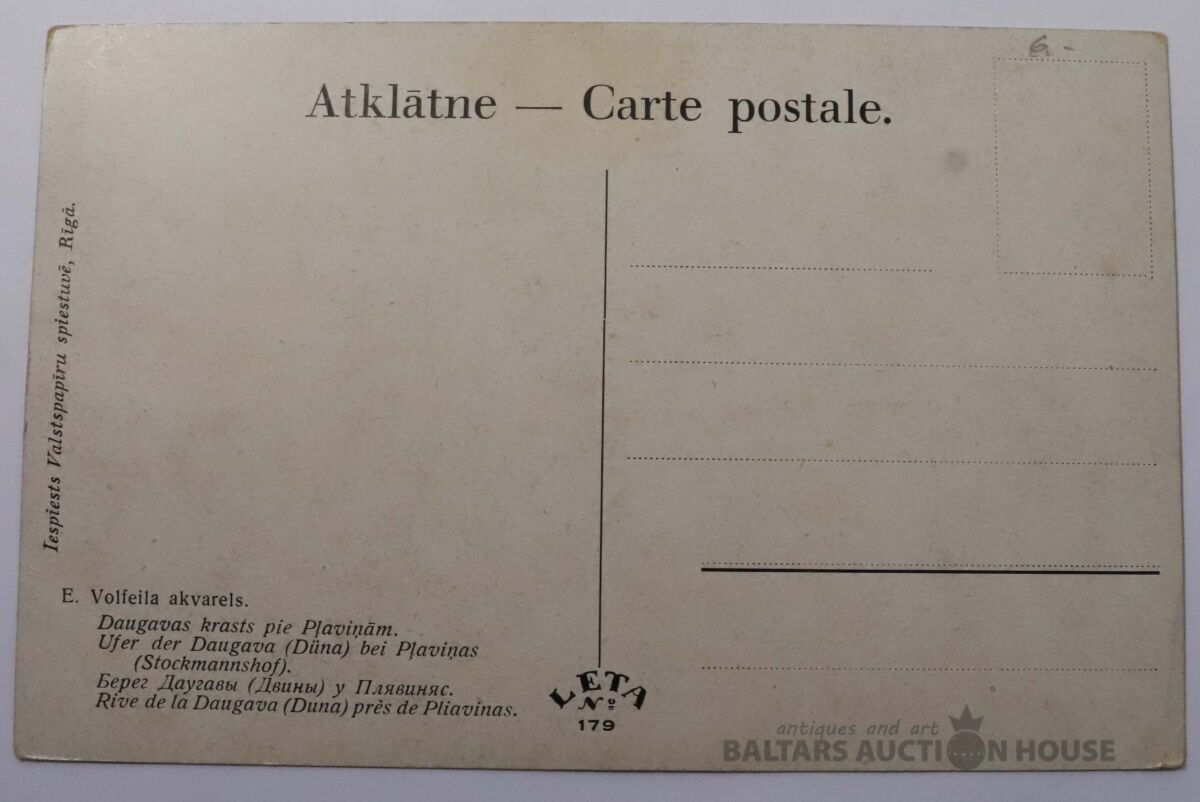 6.-
Atklātne — Carte postale.
Iespiests Valstspapīru spiestuvē, Rīgā.
E. Volfeila akvarels.
Daugavas krasts pie Pļaviņām.
Ufer der Daugava (Düna) bei Pļaviņas
(Stockmannshof).
Берег Даугавы (Двины) у Плявиняс.
Rive de la Daugava (Duna) près de Pliavinas.
LETA
№
179
antiques and art
BALTARS AUCTION HOUSE